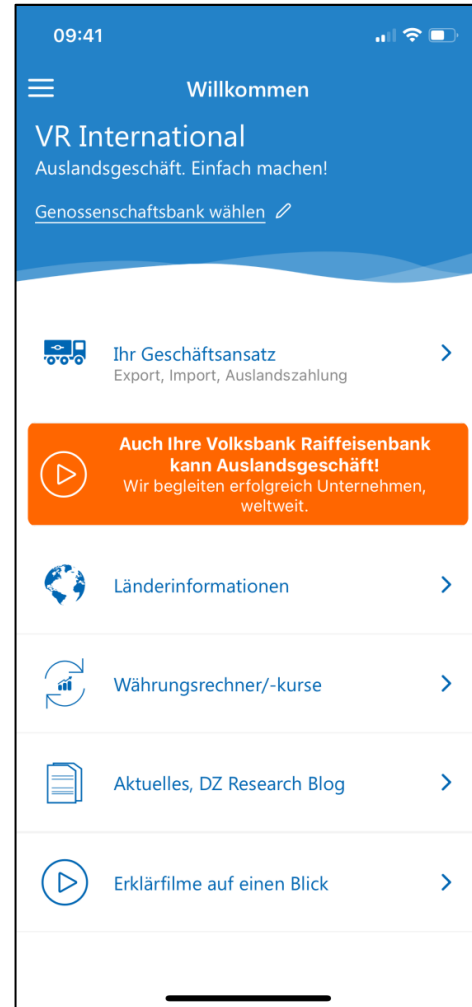 09:41
Willkommen
VR International
Auslandsgeschäft. Einfach machen!
Genossenschaftsbank wählen
Ihr Geschäftsansatz
Export, Import, Auslandszahlung
Auch Ihre Volksbank Raiffeisenbank
kann Auslandsgeschäft!
Wir begleiten erfolgreich Unternehmen,
weltweit.
Länderinformationen
Währungsrechner/-kurse
Aktuelles, DZ Research Blog
Erklärfilme auf einen Blick